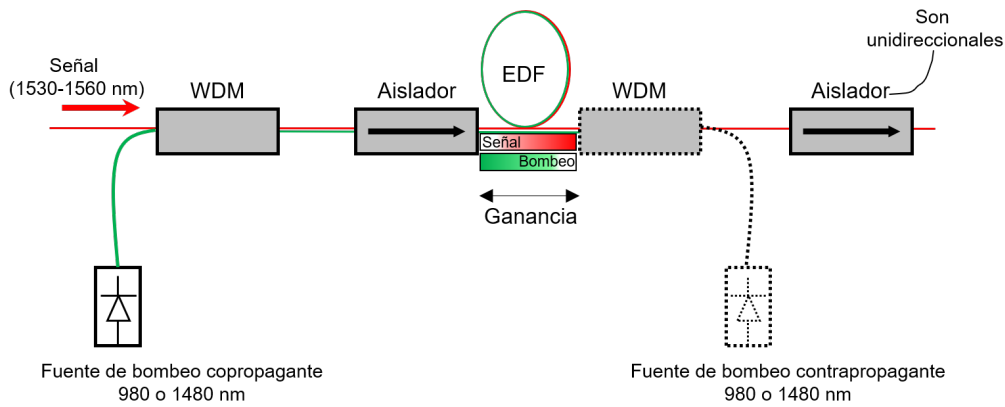 Son
unidireccionales
Señal
(1530-1560 nm)
WDM
Aislador
EDF
WDM
Aislador
Señal
Bombeo
Ganancia
Fuente de bombeo copropagante
980 o 1480 nm
Fuente de bombeo contrapropagante
980 o 1480 nm